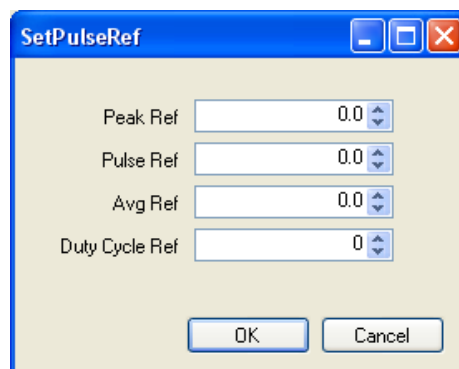 SetPulseRef
Peak Ref 0.0
Pulse Ref 0.0
Avg Ref 0.0
Duty Cycle Ref 0
OK Cancel